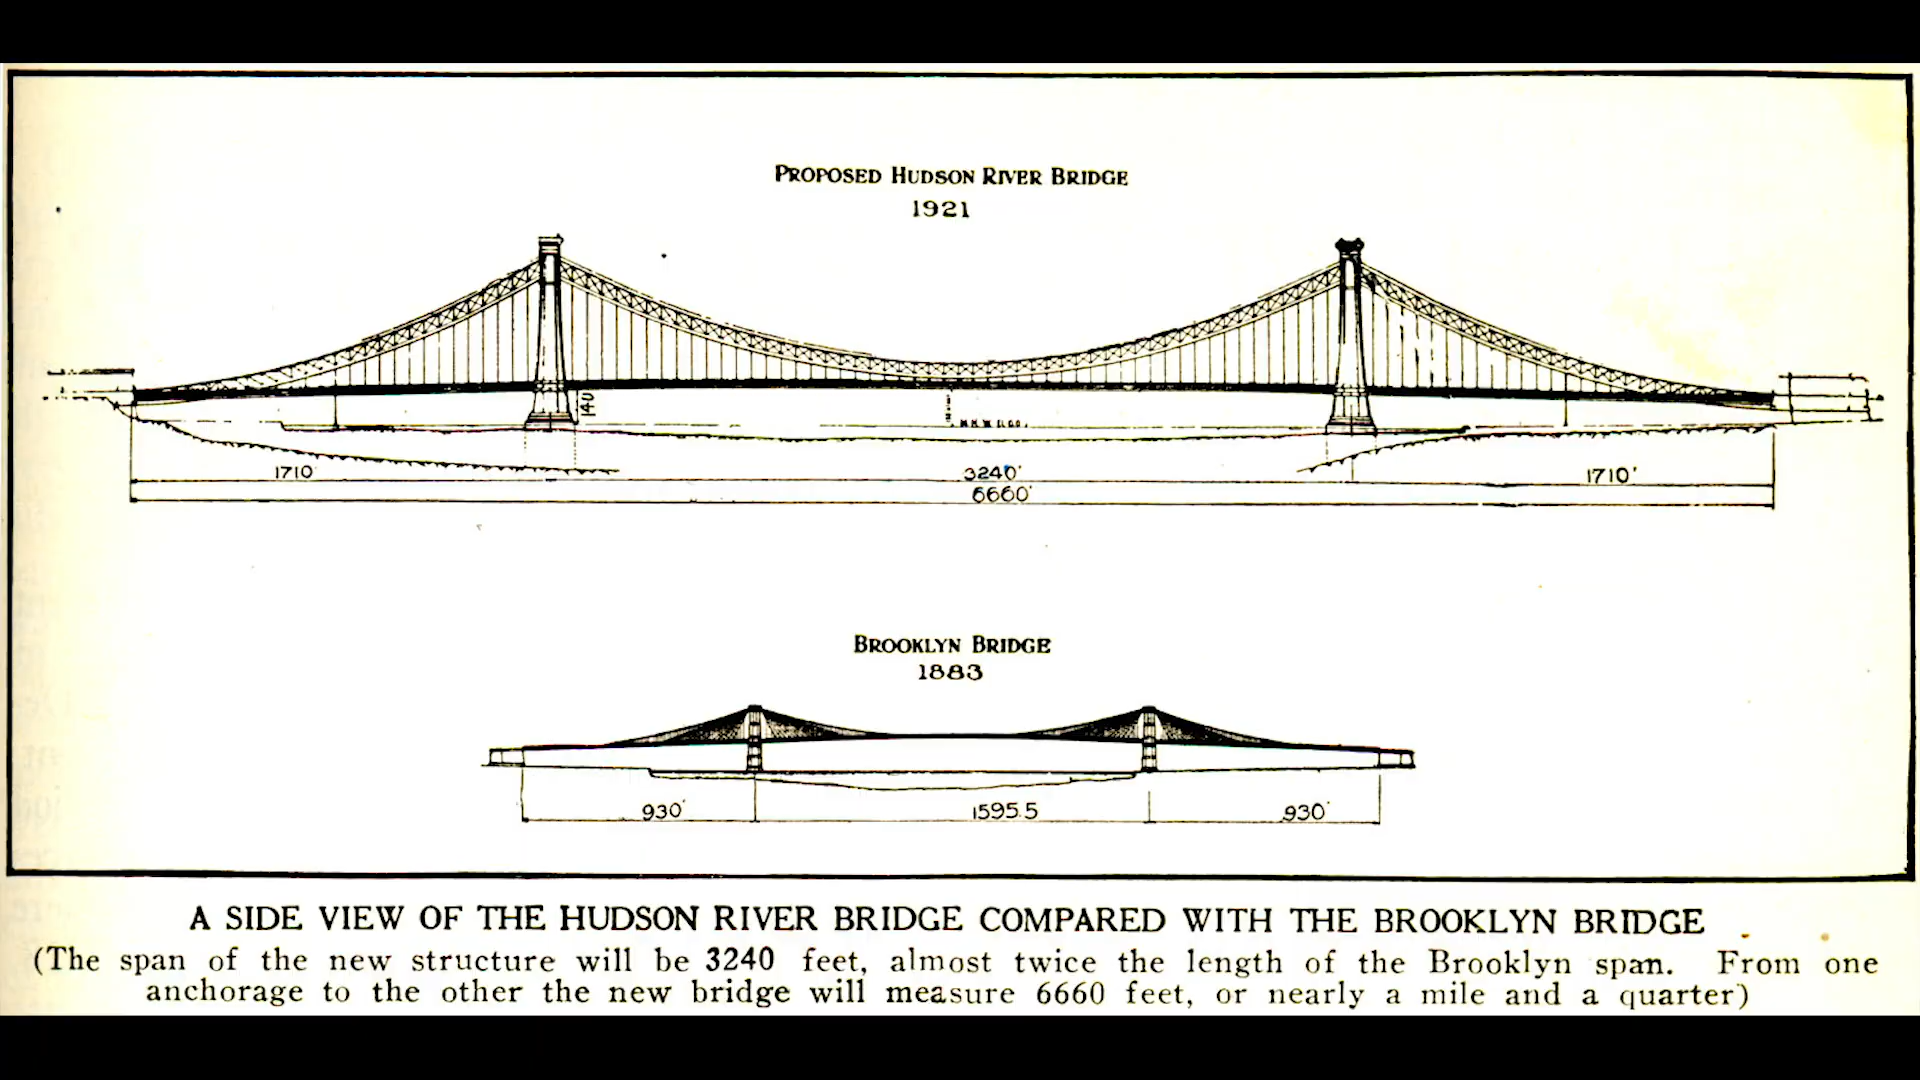 PROPOSED HUDSON RIVER BRIDGE
1921
140
1710'
3240'
1710'
6660'
BROOKLYN BRIDGE
1883
930'
1595.5
930'
A SIDE VIEW OF THE HUDSON RIVER BRIDGE COMPARED WITH THE BROOKLYN BRIDGE
(The span of the new structure will be 3240 feet, almost twice the length of the Brooklyn span. From one
anchorage to the other the new bridge will measure 6660 feet, or nearly a mile and a quarter)